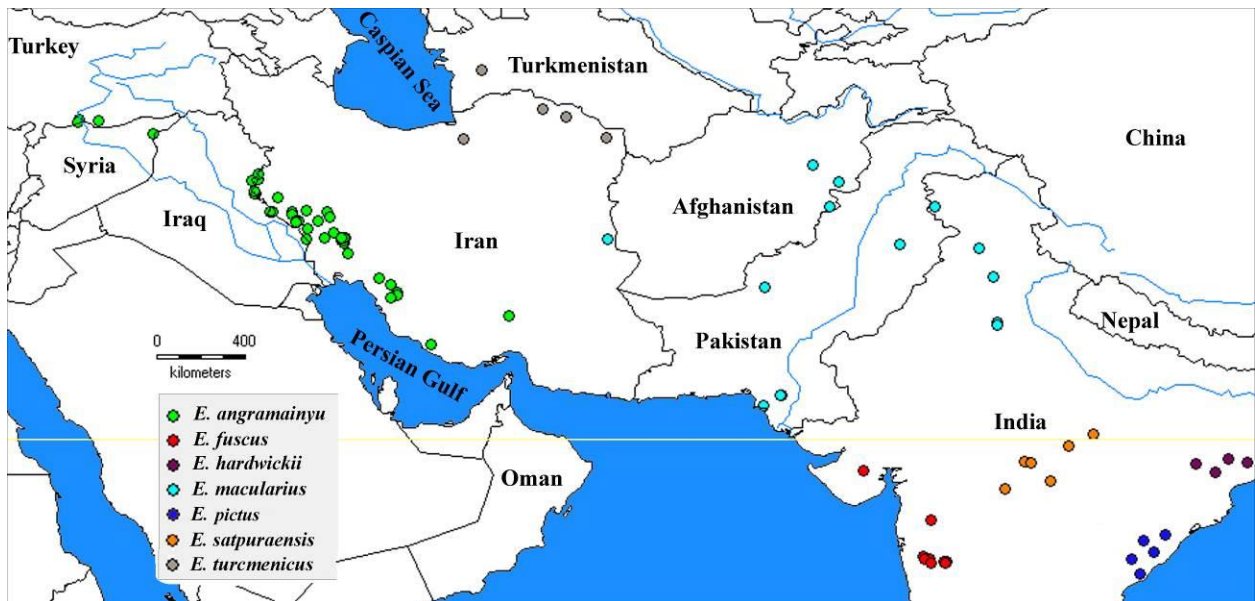 Turkey
Caspian Sea
Turkmenistan
China
Syria
Iraq
Iran
Afghanistan
Nepal
Pakistan
Persian Gulf
0 400
kilometers
India
Oman
E. angramainyu
E. fuscus
E. hardwickii
E. macularius
E. pictus
E. satpuraensis
E. turcmenicus